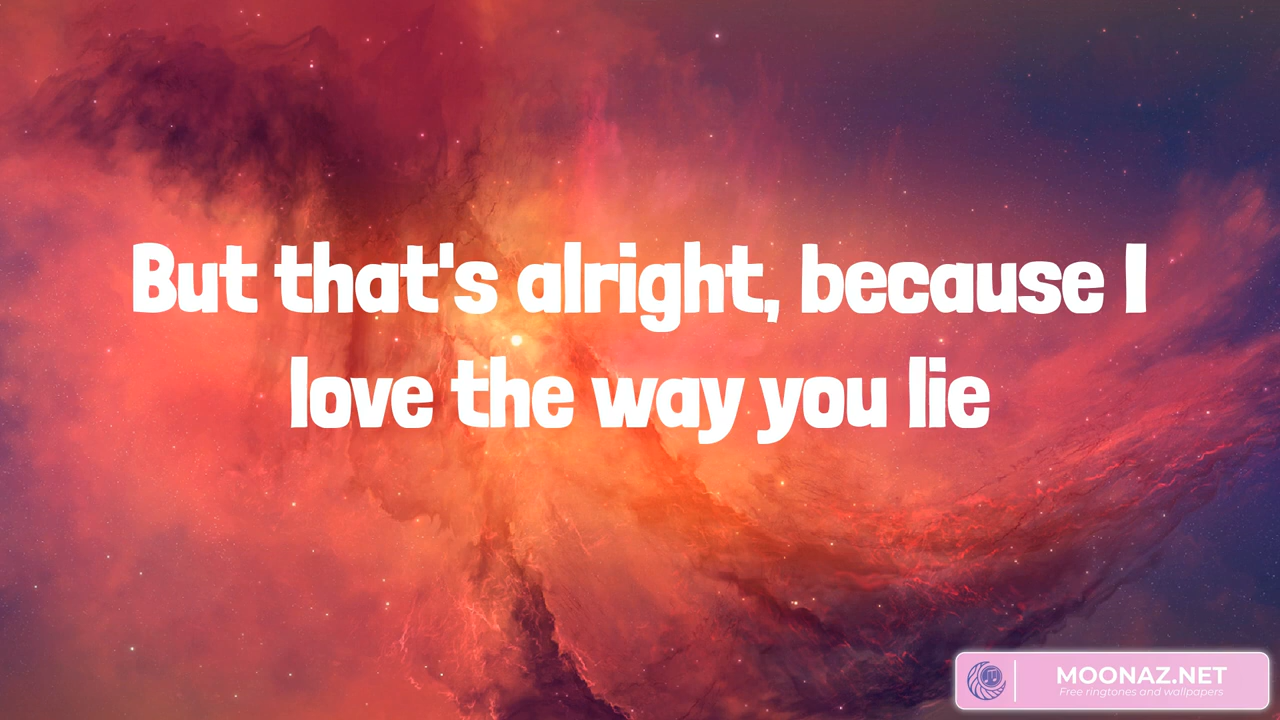 But that's alright, because I
love the way you lie
MOONAZ.NET
Free ringtones and wallpapers